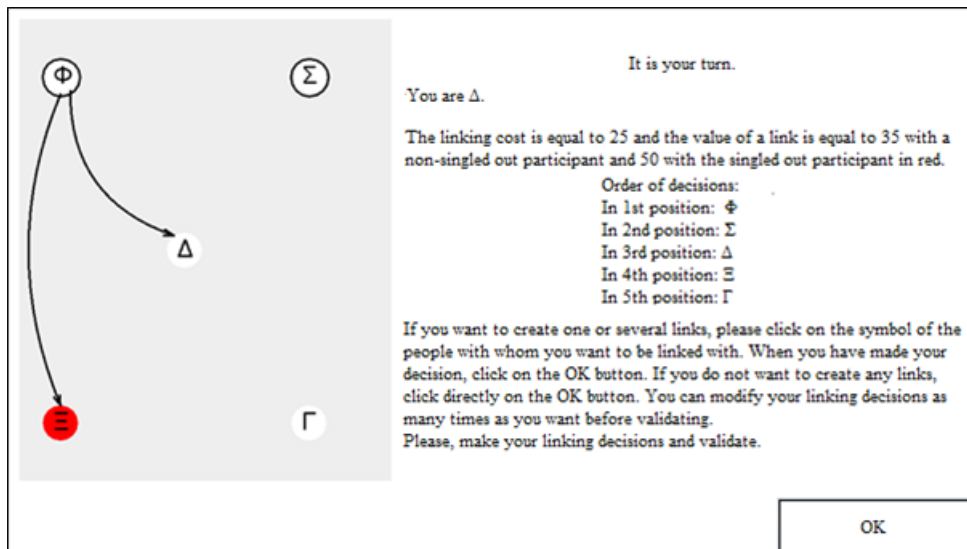 Φ Σ
Δ
Ξ Γ
It is your turn.
You are Δ.
The linking cost is equal to 25 and the value of a link is equal to 35 with a
non-singled out participant and 50 with the singled out participant in red.
Order of decisions:
In 1st position: Φ
In 2nd position: Σ
In 3rd position: Δ
In 4th position: Ξ
In 5th position: Γ
If you want to create one or several links, please click on the symbol of the
people with whom you want to be linked with. When you have made your
decision, click on the OK button. If you do not want to create any links,
click directly on the OK button. You can modify your linking decisions as
many times as you want before validating.
Please, make your linking decisions and validate.
OK